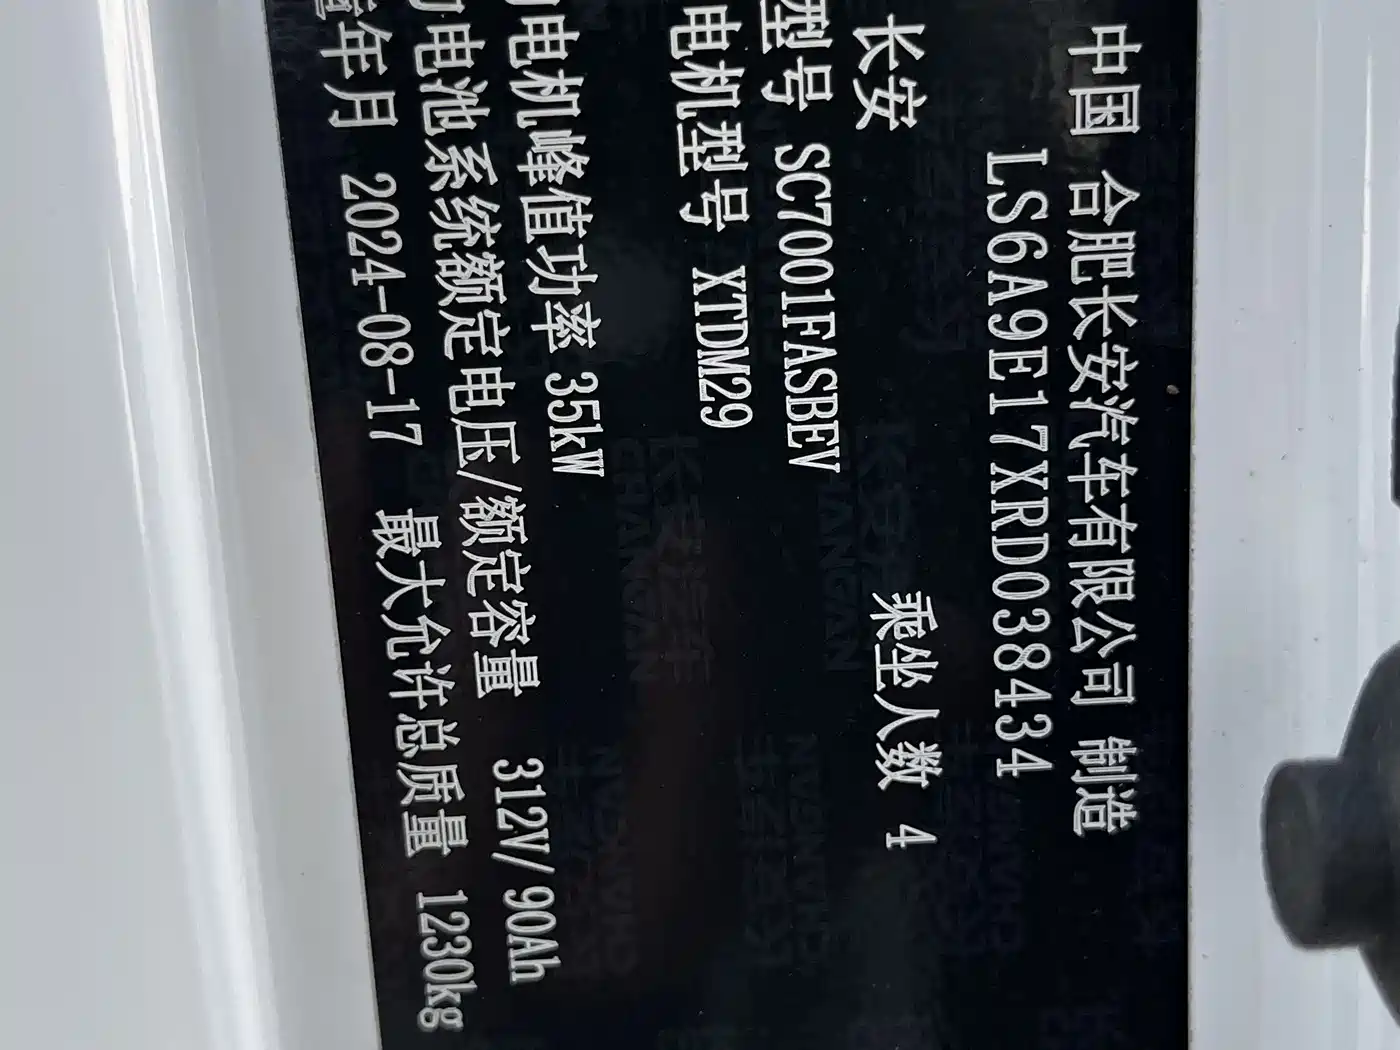 中国 合肥长安汽车有限公司 制造
LS6A9E17XRD038434
长安 乘坐人数 4
型号 SC7001FASBEV
电机型号 XTDM29
电机峰值功率 35kW
电池系统额定电压/额定容量 312V/90Ah
年月 2024-08-17 最大允许总质量 1230kg